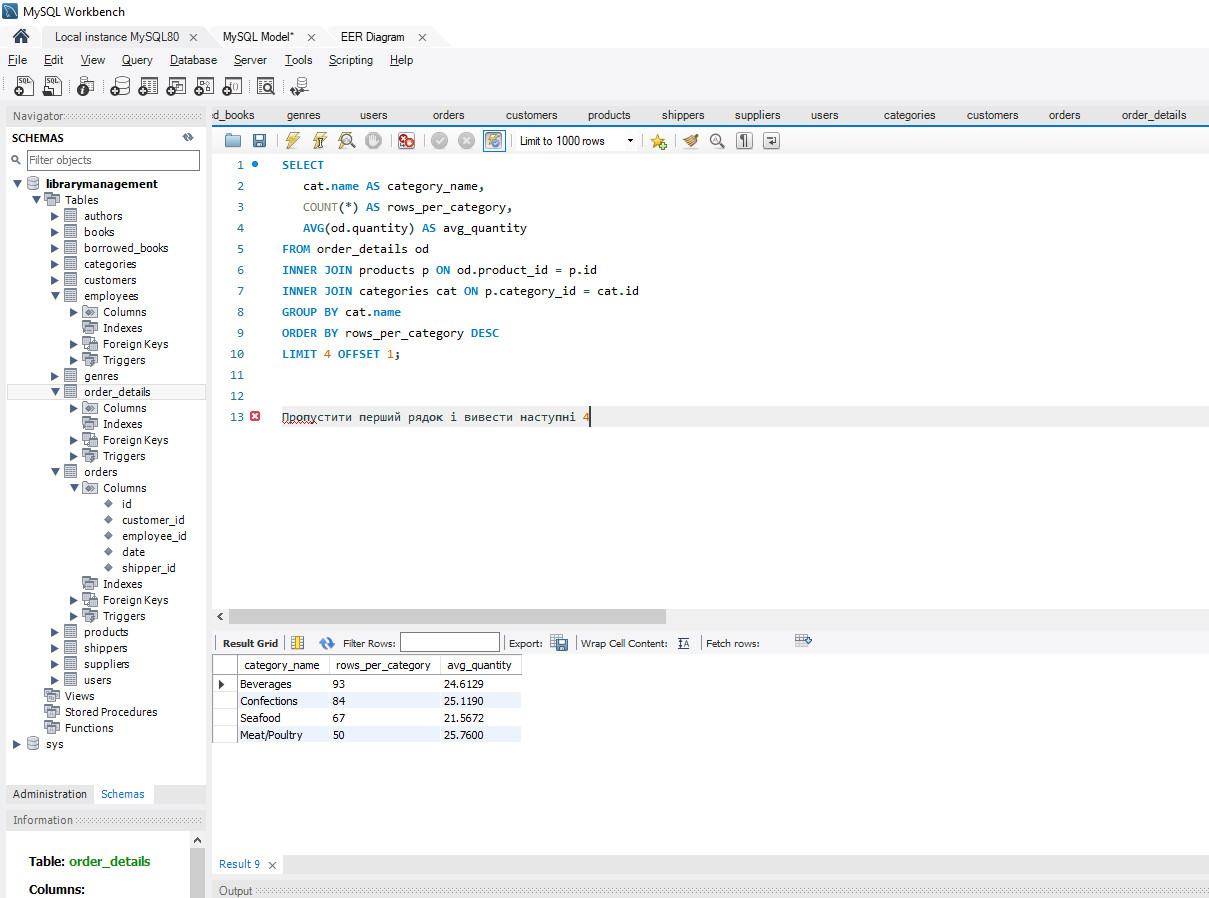 MySQL Workbench
Local instance MySQL80
MySQL Model*
EER Diagram
File Edit View Query Database Server Tools Scripting Help
Navigator
SCHEMAS
Filter objects
librarymanagement
Tables
authors
books
borrowed_books
categories
customers
employees
Columns
Indexes
Foreign Keys
Triggers
genres
order_details
Columns
Indexes
Foreign Keys
Triggers
orders
Columns
id
customer_id
employee_id
date
shipper_id
Indexes
Foreign Keys
Triggers
products
shippers
suppliers
users
Views
Stored Procedures
Functions
sys
Administration Schemas
Information
Table: order_details
Columns:
d_books genres users orders customers products shippers suppliers users categories customers orders order_details
Limit to 1000 rows
1 SELECT
2 cat.name AS category_name,
3 COUNT(*) AS rows_per_category,
4 AVG(od.quantity) AS avg_quantity
5 FROM order_details od
6 INNER JOIN products p ON od.product_id = p.id
7 INNER JOIN categories cat ON p.category_id = cat.id
8 GROUP BY cat.name
9 ORDER BY rows_per_category DESC
10 LIMIT 4 OFFSET 1;
11
12
13 Пропустити перший рядок і вивести наступні 4
Result Grid Filter Rows: Export: Wrap Cell Content: Fetch rows:
category_name rows_per_category avg_quantity
Beverages 93 24.6129
Confections 84 25.1190
Seafood 67 21.5672
Meat/Poultry 50 25.7600
Result 9
Output